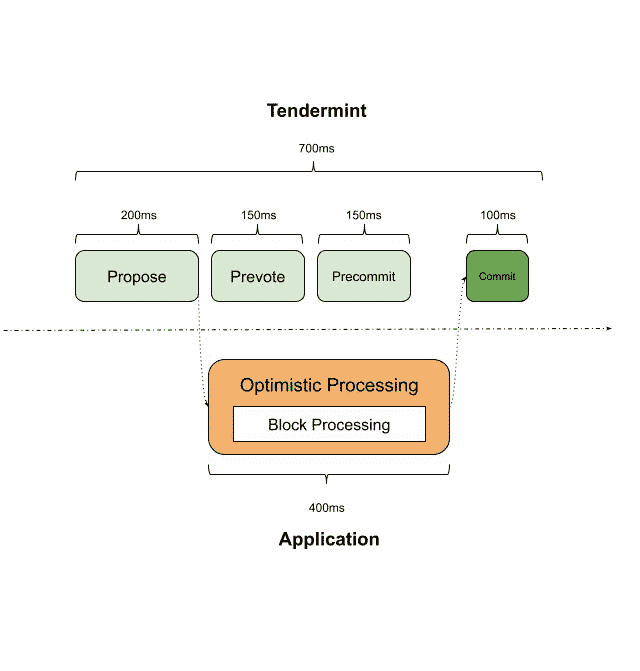 Tendermint
700ms
200ms
150ms
150ms
100ms
Propose
Prevote
Precommit
Commit
Optimistic Processing
Block Processing
400ms
Application